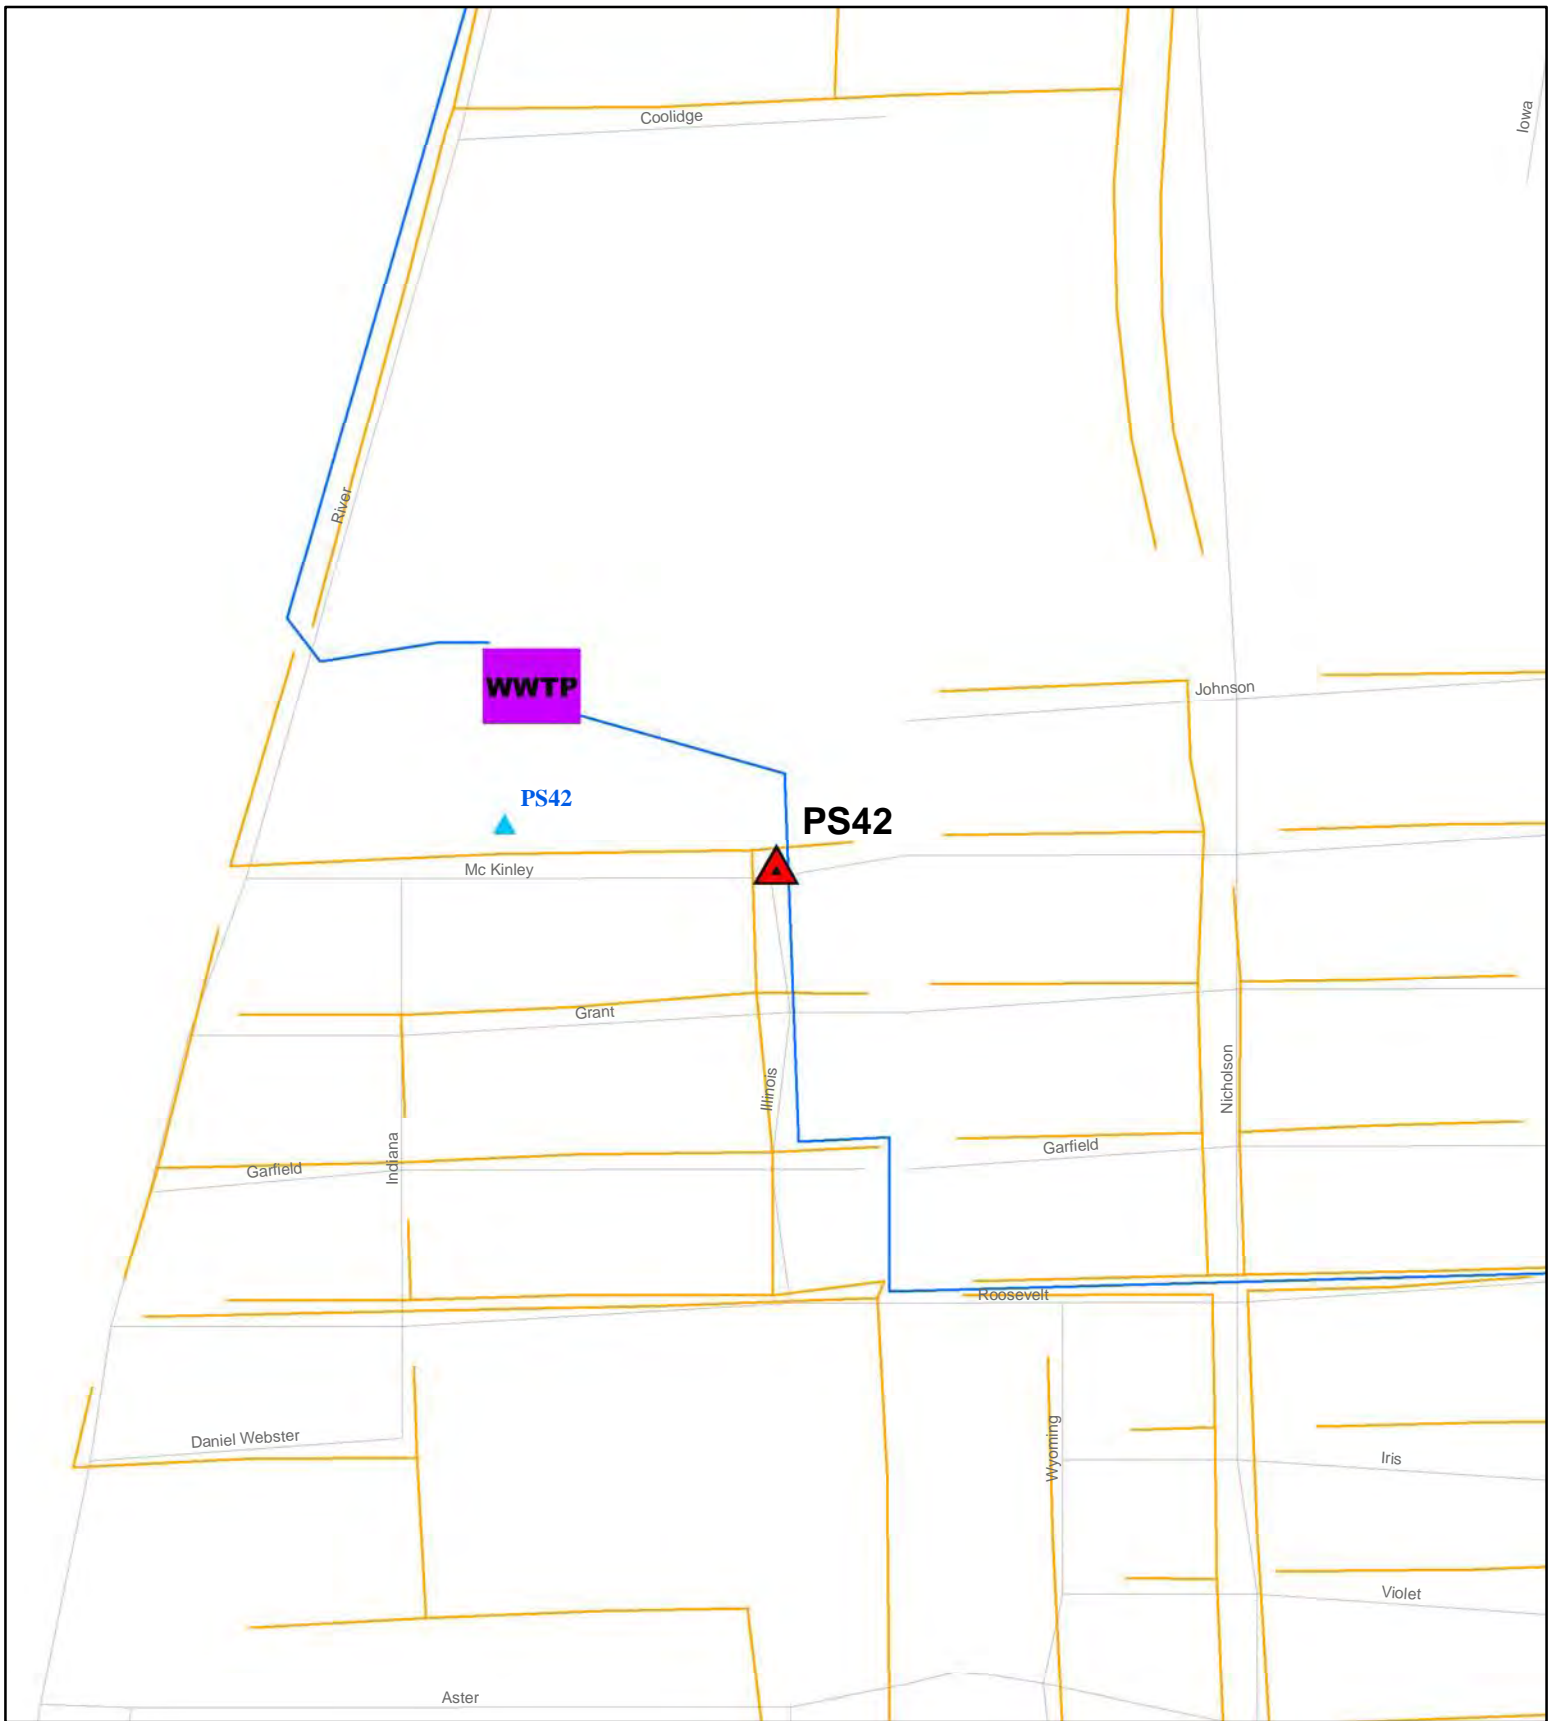 Coolidge
Iowa
River
WWTP
Johnson
PS42
PS42
Mc Kinley
Grant
Illinois
Nicholson
Indiana
Garfield
Garfield
Roosevelt
Daniel Webster
Wyoming
Iris
Violet
Aster